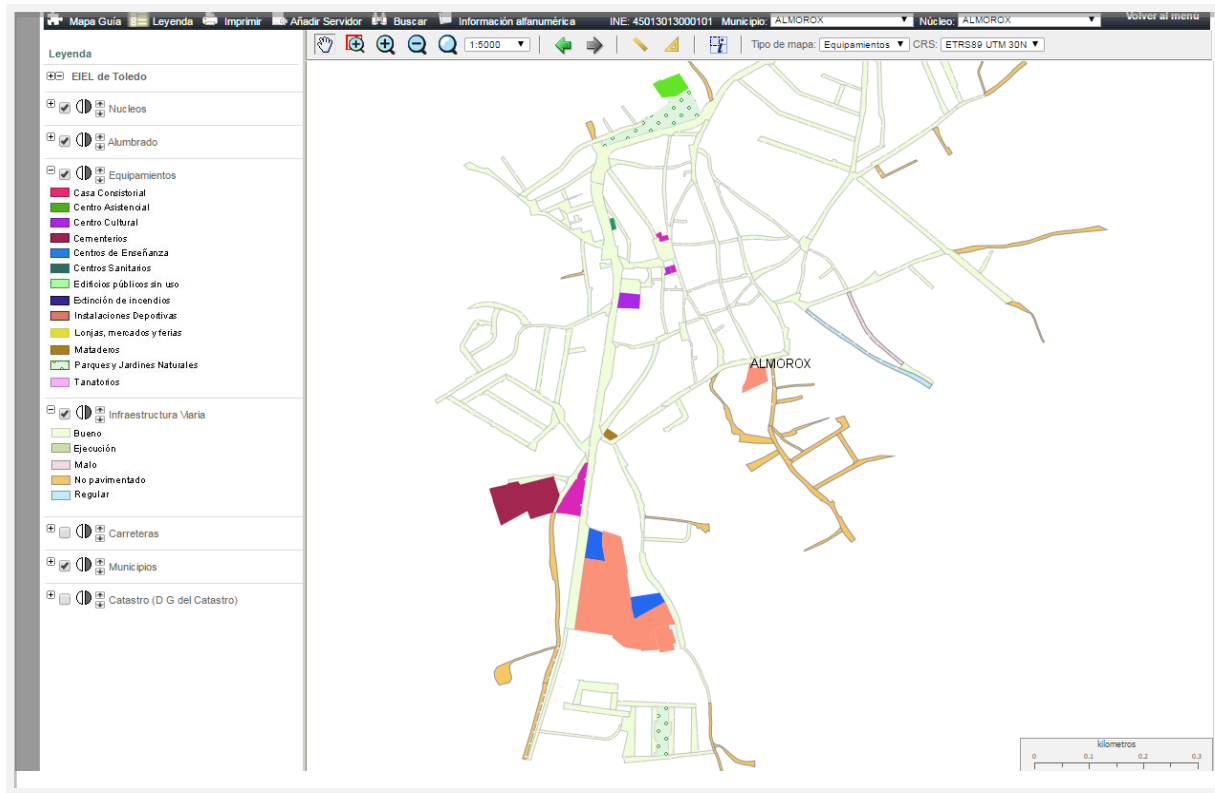 Mapa Guía Leyenda Imprimir Añadir Servidor Buscar Información alfanumérica INE: 45013013000101 Municipio: ALMOROX Núcleo: ALMOROX Volver al menú
1:5000 Tipo de mapa: Equipamientos CRS: ETRS89 UTM 30N
Leyenda
EIEL de Toledo
Nucleos
Alumbrado
Equipamientos
Casa Consistorial
Centro Asistencial
Centro Cultural
Cementerios
Centros de Enseñanza
Centros Sanitarios
Edificios públicos sin uso
Extinción de incendios
Instalaciones Deportivas
Lonjas, mercados y ferias
Mataderos
Parques y Jardines Naturales
Tanatorios
Infraestructura Viaria
Bueno
Ejecución
Malo
No pavimentado
Regular
Carreteras
Municipios
Catastro (D G del Catastro)
ALMOROX
kilometros
0 0.1 0.2 0.3